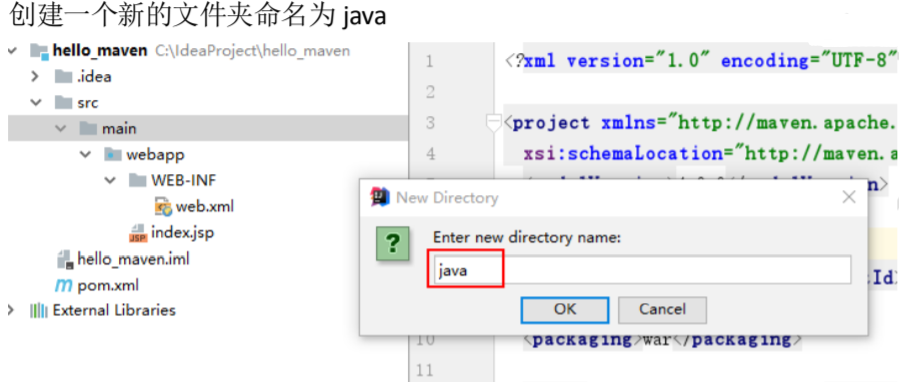 创建一个新的文件夹命名为 java
hello_maven C:\IdeaProject\hello_maven
.idea
src
main
webapp
WEB-INF
web.xml
JSP index.jsp
hello_maven.iml
pom.xml
External Libraries
1 <?xml version="1.0" encoding="UTF-8"
2
3 <project xmlns="http://maven.apache.
4 xsi:schemaLocation="http://maven.a
New Directory
Enter new directory name:
java
OK Cancel
10 <packaging>war</packaging>
11